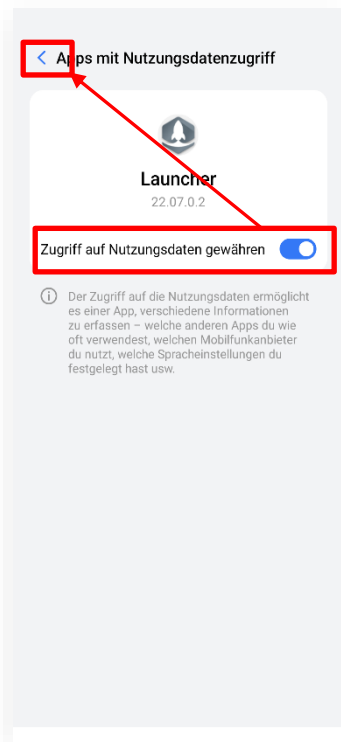 Apps mit Nutzungsdatenzugriff
Launcher
22.07.0.2
Zugriff auf Nutzungsdaten gewähren
Der Zugriff auf die Nutzungsdaten ermöglicht
es einer App, verschiedene Informationen
zu erfassen – welche anderen Apps du wie
oft verwendest, welchen Mobilfunkanbieter
du nutzt, welche Spracheinstellungen du
festgelegt hast usw.